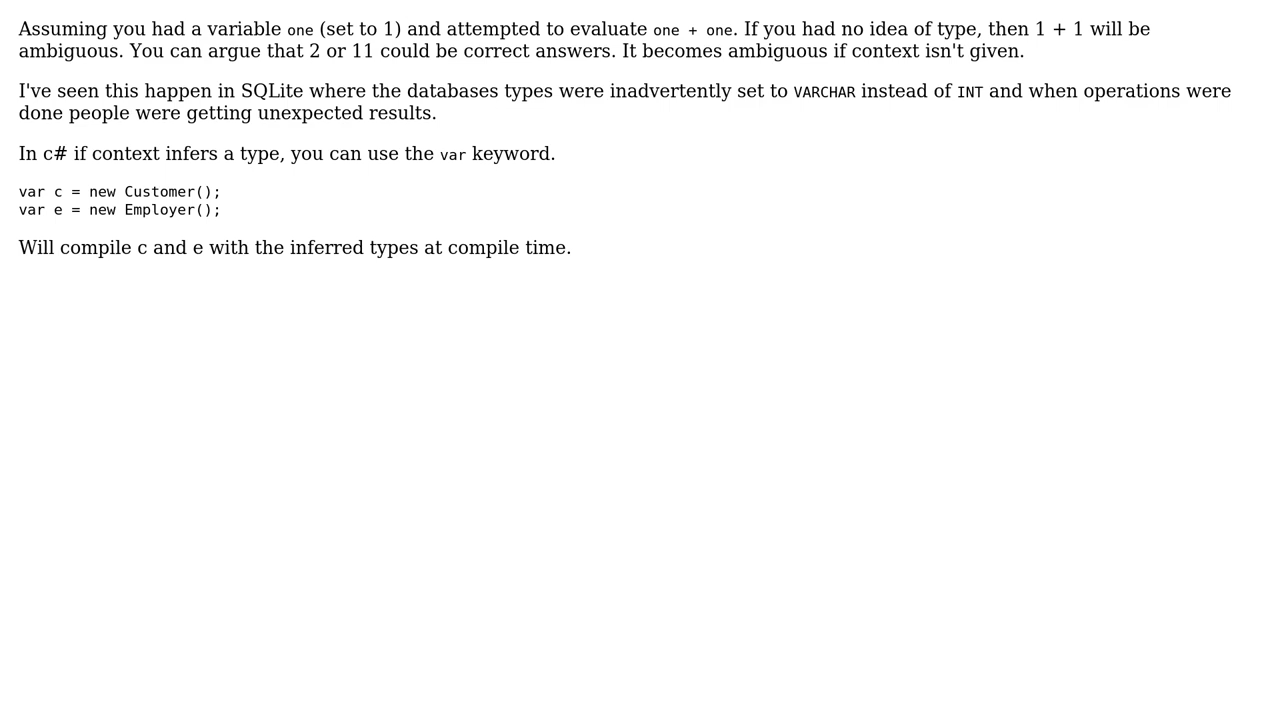 Assuming you had a variable one (set to 1) and attempted to evaluate one + one. If you had no idea of type, then 1 + 1 will be
ambiguous. You can argue that 2 or 11 could be correct answers. It becomes ambiguous if context isn't given.
I've seen this happen in SQLite where the databases types were inadvertently set to VARCHAR instead of INT and when operations were
done people were getting unexpected results.
In c# if context infers a type, you can use the var keyword.
var c = new Customer();
var e = new Employer();
Will compile c and e with the inferred types at compile time.